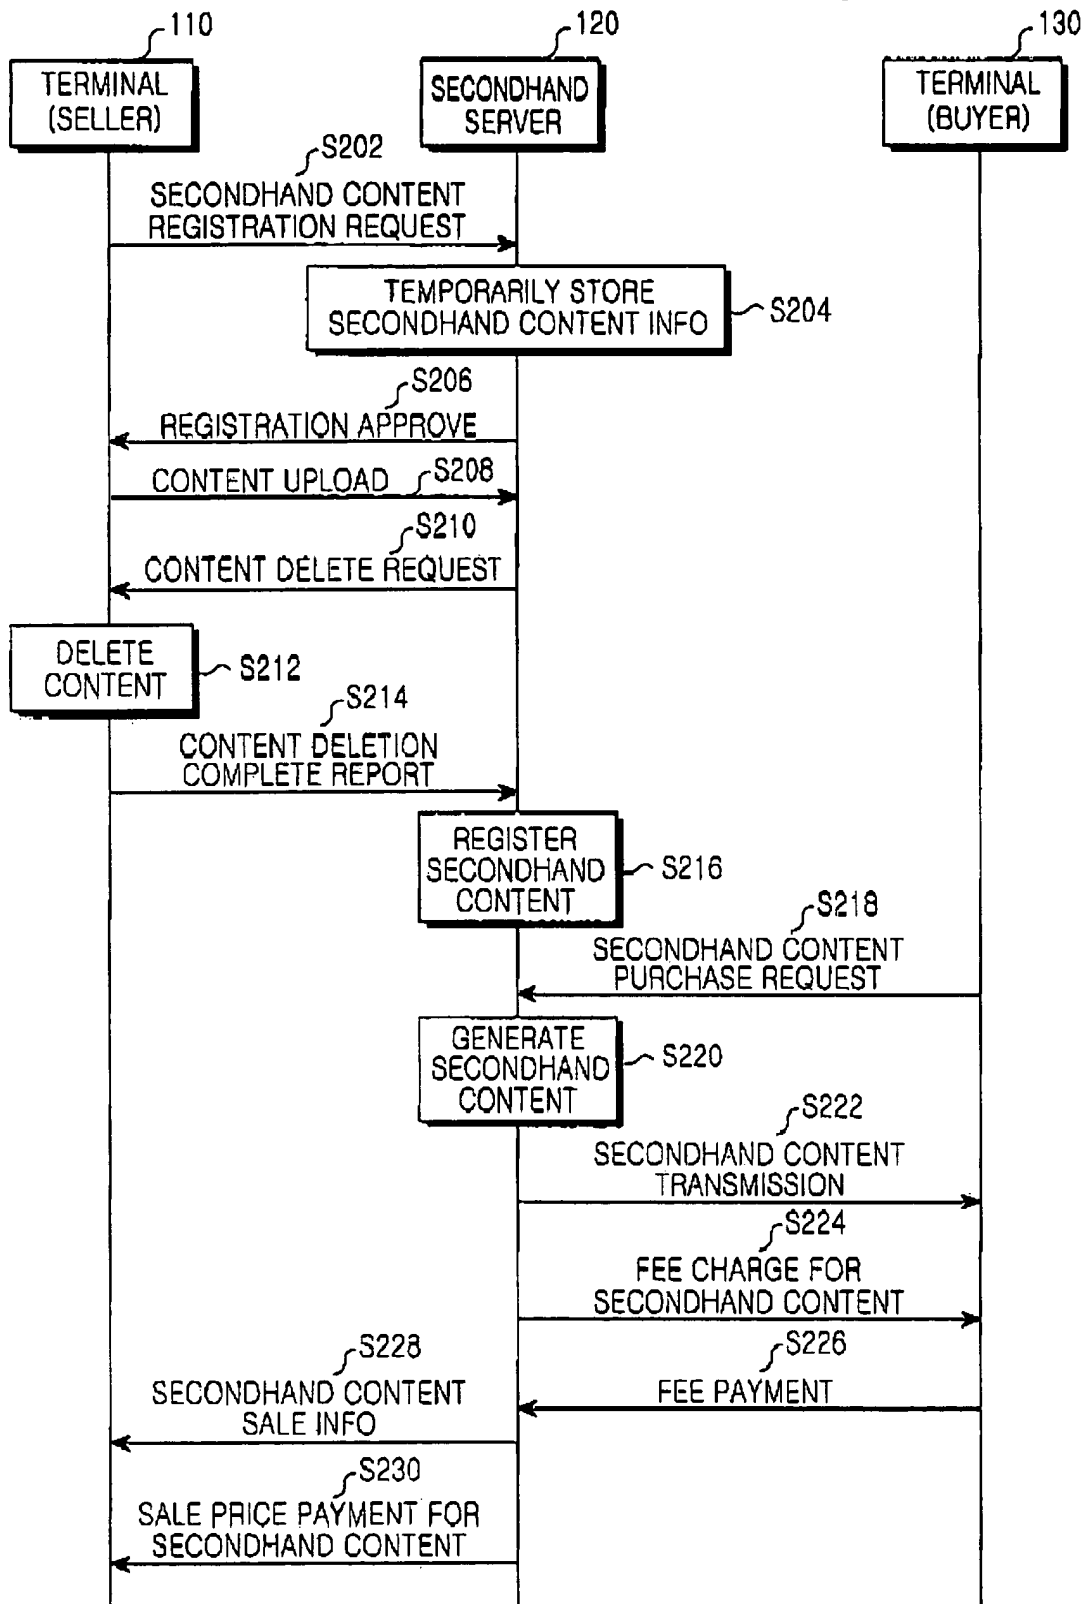 110
120
130
TERMINAL
(SELLER)
SECONDHAND
SERVER
TERMINAL
(BUYER)
S202
SECONDHAND CONTENT
REGISTRATION REQUEST
TEMPORARILY STORE
SECONDHAND CONTENT INFO
S204
S206
REGISTRATION APPROVE
CONTENT UPLOAD
S208
S210
CONTENT DELETE REQUEST
DELETE
CONTENT
S212
S214
CONTENT DELETION
COMPLETE REPORT
REGISTER
SECONDHAND
CONTENT
S216
S218
SECONDHAND CONTENT
PURCHASE REQUEST
GENERATE
SECONDHAND
CONTENT
S220
S222
SECONDHAND CONTENT
TRANSMISSION
S224
FEE CHARGE FOR
SECONDHAND CONTENT
S226
FEE PAYMENT
S228
SECONDHAND CONTENT
SALE INFO
S230
SALE PRICE PAYMENT FOR
SECONDHAND CONTENT